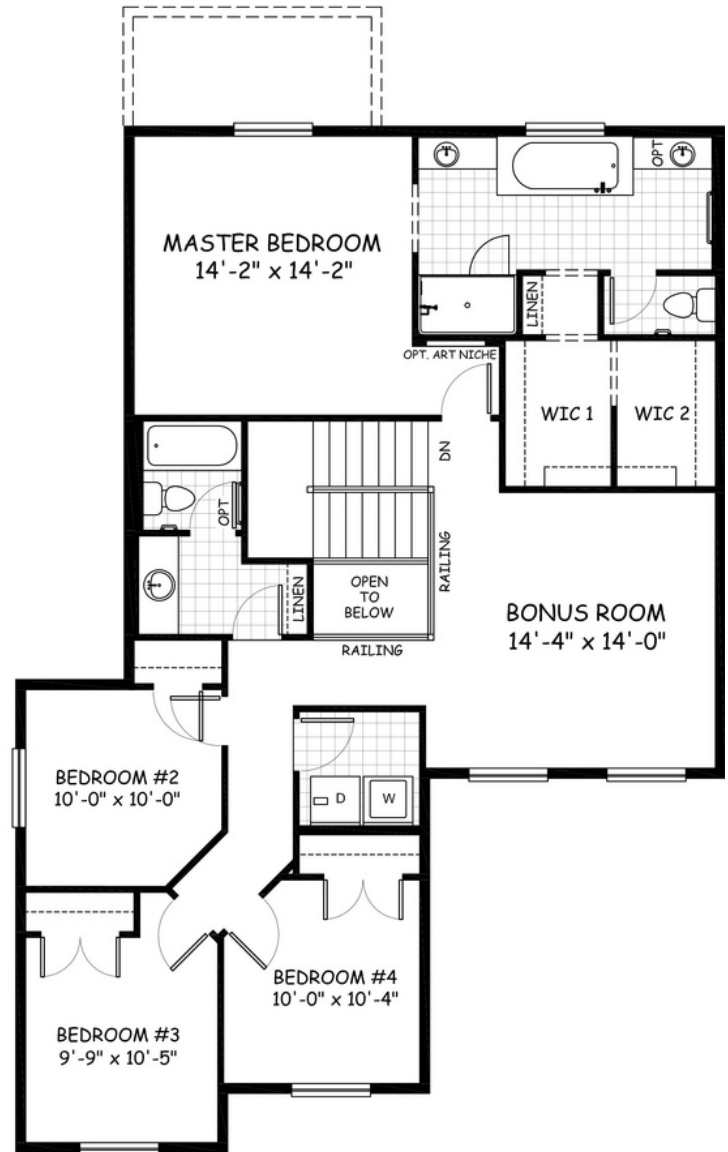 OPT
MASTER BEDROOM
14'-2" x 14'-2"
LINEN
OPT. ART NICHE
WIC 1
WIC 2
DN
OPT
RAILING
LINEN
OPEN
TO
BELOW
RAILING
BONUS ROOM
14'-4" x 14'-0"
BEDROOM #2
10'-0" x 10'-0"
D
W
BEDROOM #4
10'-0" x 10'-4"
BEDROOM #3
9'-9" x 10'-5"